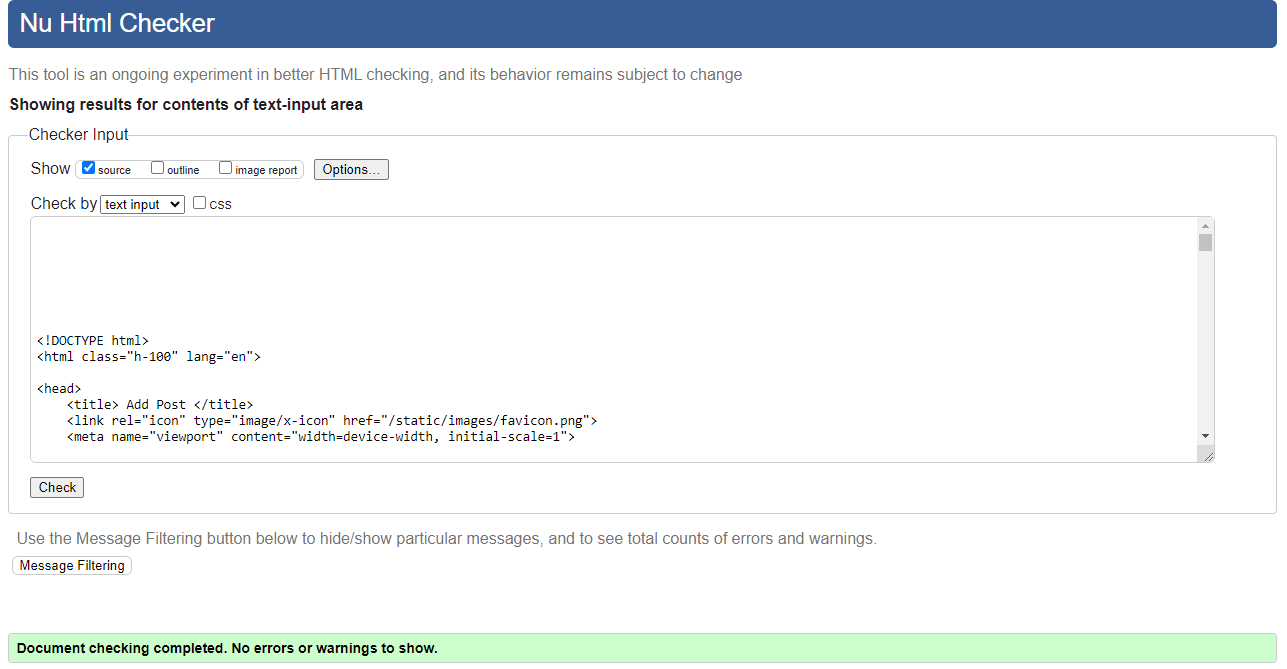 Nu Html Checker
This tool is an ongoing experiment in better HTML checking, and its behavior remains subject to change
Showing results for contents of text-input area
Checker Input
Show source outline image report Options...
Check by text input css
<!DOCTYPE html>
<html class="h-100" lang="en">
<head>
<title> Add Post </title>
<link rel="icon" type="image/x-icon" href="/static/images/favicon.png">
<meta name="viewport" content="width=device-width, initial-scale=1">
Check
Use the Message Filtering button below to hide/show particular messages, and to see total counts of errors and warnings.
Message Filtering
Document checking completed. No errors or warnings to show.